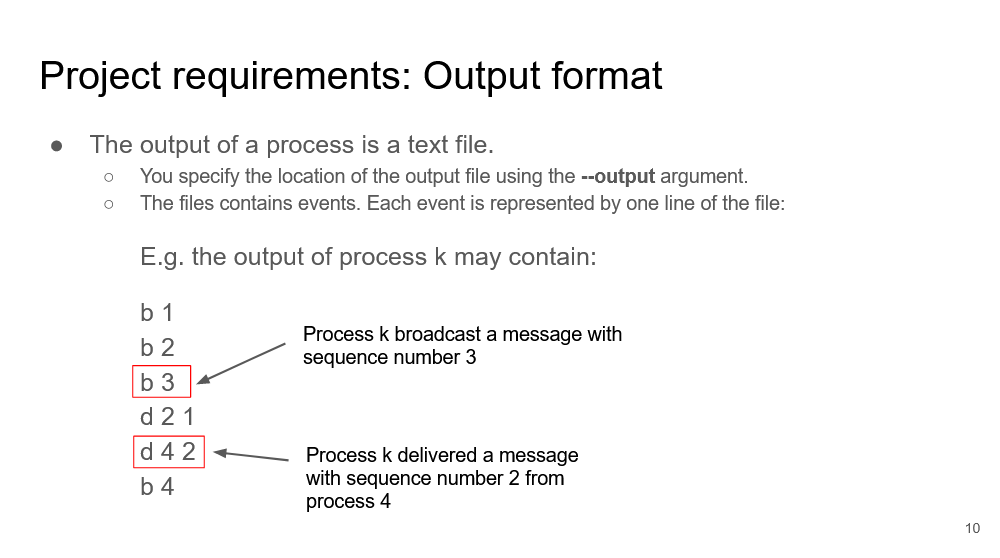 Project requirements: Output format
● The output of a process is a text file.
○ You specify the location of the output file using the --output argument.
○ The files contains events. Each event is represented by one line of the file:
E.g. the output of process k may contain:
b 1
b 2
b 3
d 2 1
d 4 2
b 4
Process k broadcast a message with
sequence number 3
Process k delivered a message
with sequence number 2 from
process 4
10